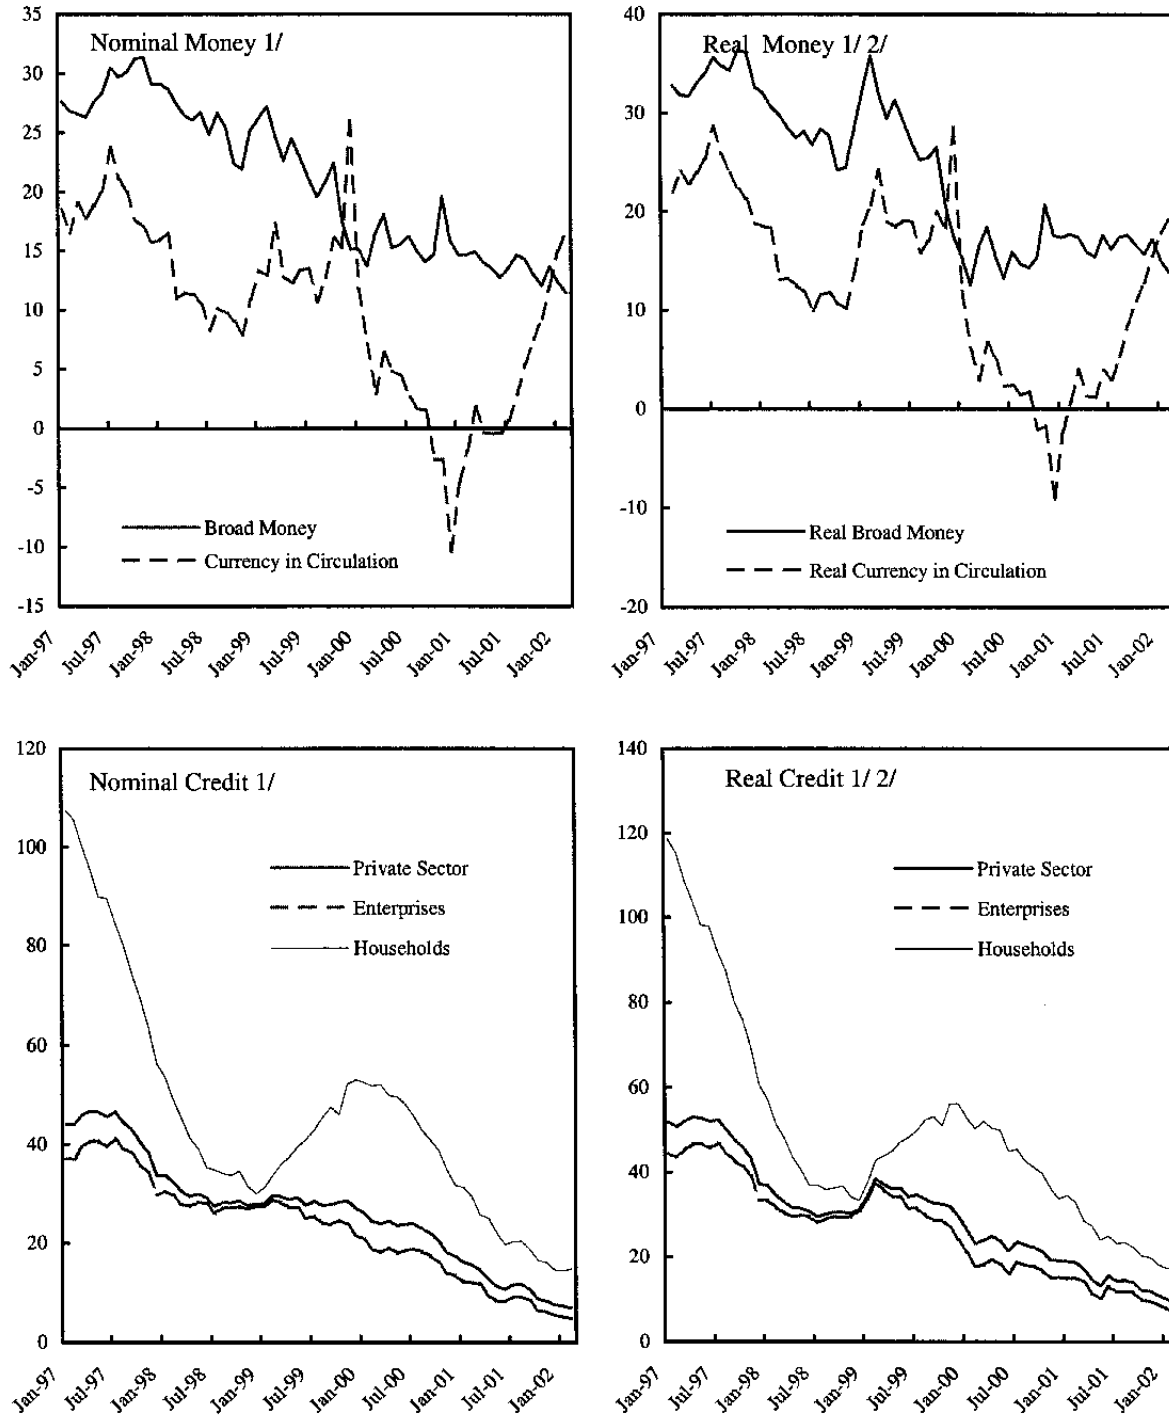 Nominal Money 1/
35
30
25
20
15
10
5
0
-5
-10
-15
Broad Money
Currency in Circulation
Jan-97
Jul-97
Jan-98
Jul-98
Jan-99
Jul-99
Jan-00
Jul-00
Jan-01
Jul-01
Jan-02
Real Money 1/ 2/
40
30
20
10
0
-10
-20
Real Broad Money
Real Currency in Circulation
Jan-97
Jul-97
Jan-98
Jul-98
Jan-99
Jul-99
Jan-00
Jul-00
Jan-01
Jul-01
Jan-02
Nominal Credit 1/
120
100
80
60
40
20
0
Private Sector
Enterprises
Households
Jan-97
Jul-97
Jan-98
Jul-98
Jan-99
Jul-99
Jan-00
Jul-00
Jan-01
Jul-01
Jan-02
Real Credit 1/ 2/
140
120
100
80
60
40
20
0
Private Sector
Enterprises
Households
Jan-97
Jul-97
Jan-98
Jul-98
Jan-99
Jul-99
Jan-00
Jul-00
Jan-01
Jul-01
Jan-02